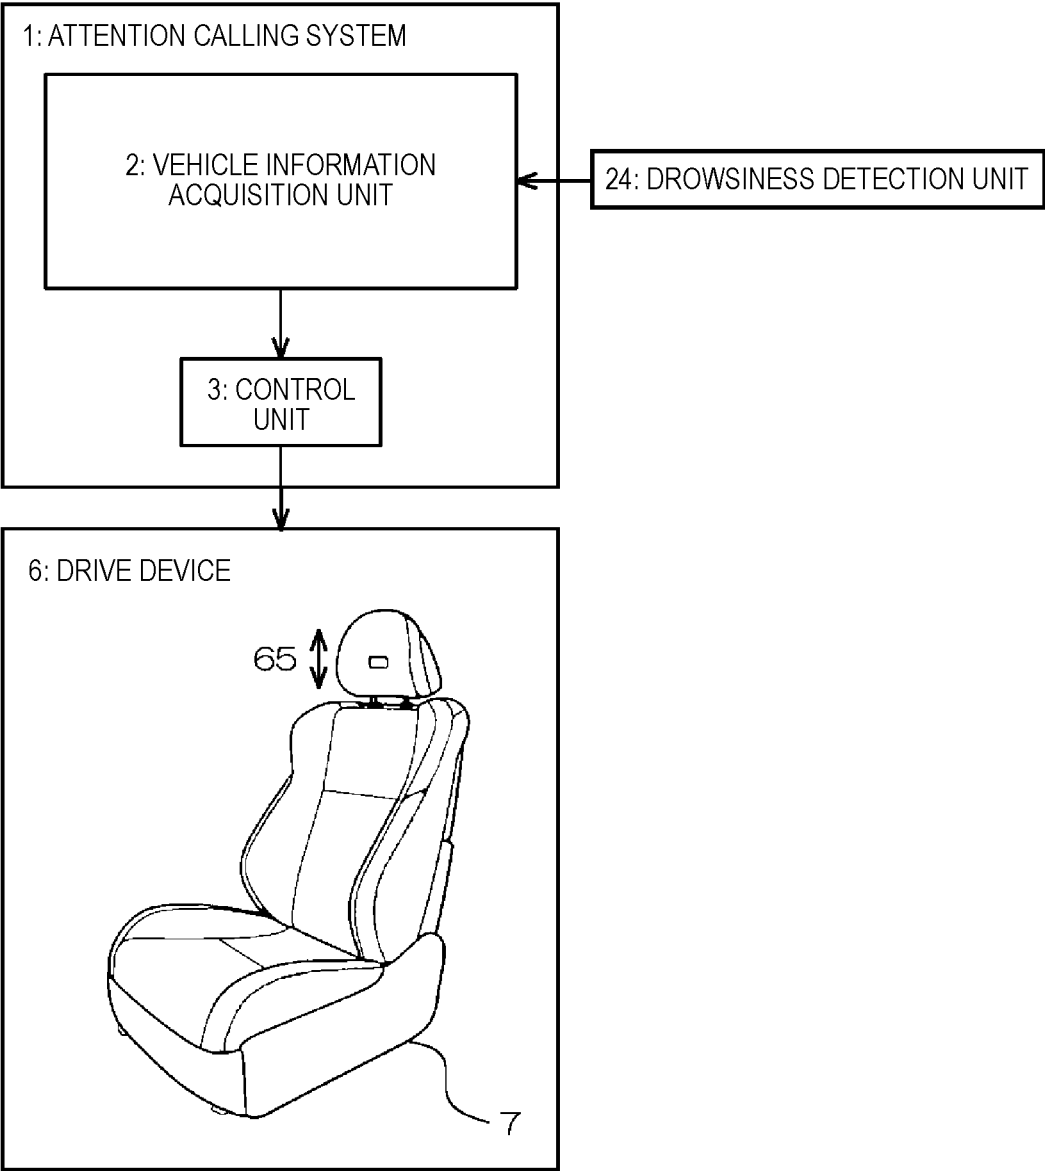 1: ATTENTION CALLING SYSTEM
2: VEHICLE INFORMATION
ACQUISITION UNIT
24: DROWSINESS DETECTION UNIT
3: CONTROL
UNIT
6: DRIVE DEVICE
65
7